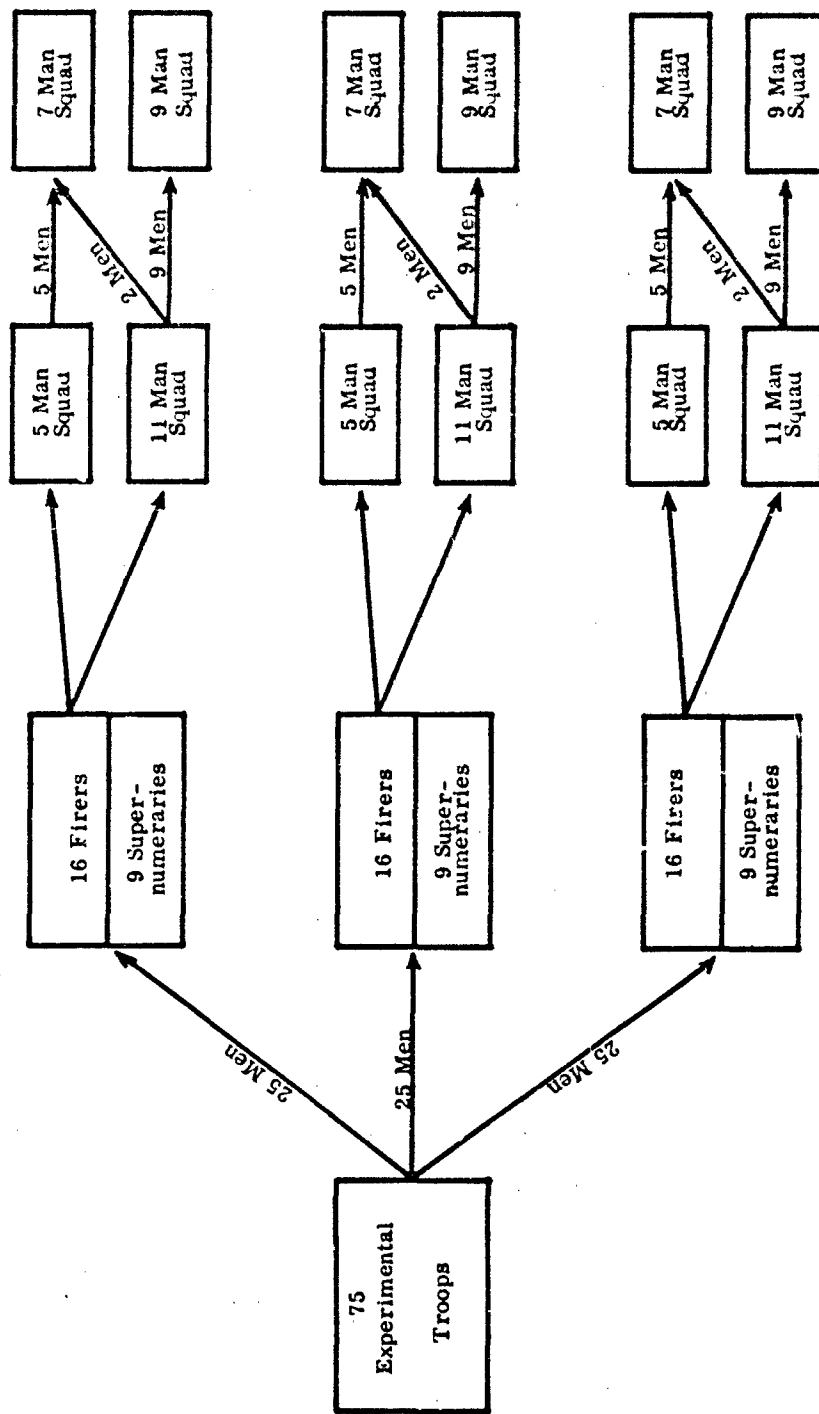 75
Experimental
Troops
25 Men
25 Men
25 Men
16 Firers
9 Super-
numeraries
16 Firers
9 Super-
numeraries
16 Firers
9 Super-
numeraries
5 Man
Squad
11 Man
Squad
5 Man
Squad
11 Man
Squad
5 Man
Squad
11 Man
Squad
5 Men
2 Men
9 Men
5 Men
2 Men
9 Men
5 Men
2 Men
9 Men
7 Man
Squad
9 Man
Squad
7 Man
Squad
9 Man
Squad
7 Man
Squad
9 Man
Squad